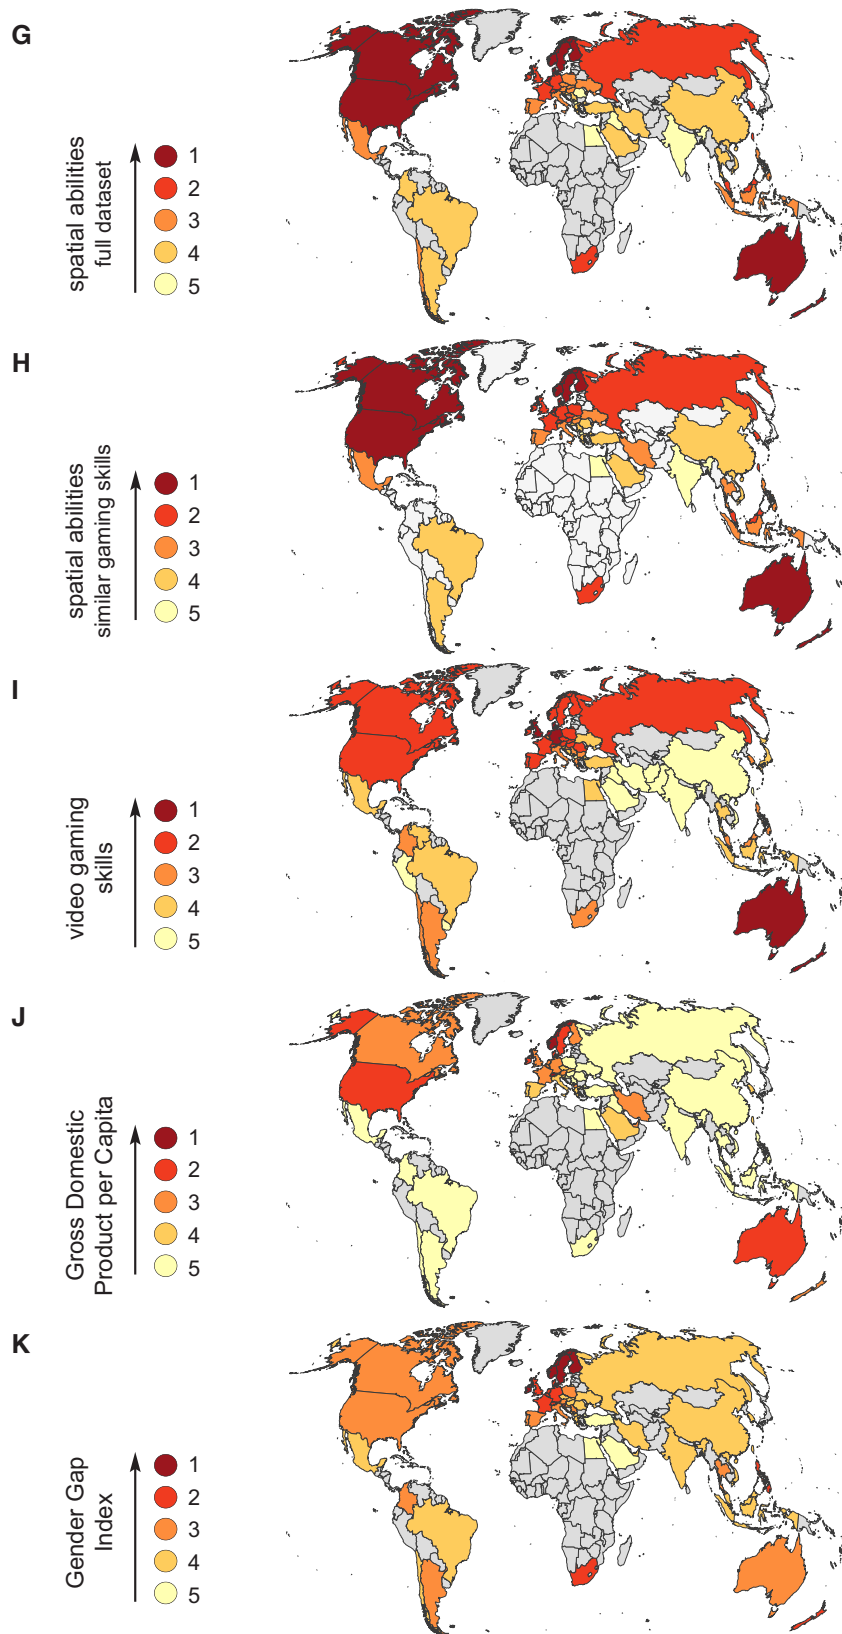 G
spatial abilities
full dataset
1
2
3
4
5
H
spatial abilities
similar gaming skills
1
2
3
4
5
I
video gaming
skills
1
2
3
4
5
J
Gross Domestic
Product per Capita
1
2
3
4
5
K
Gender Gap
Index
1
2
3
4
5